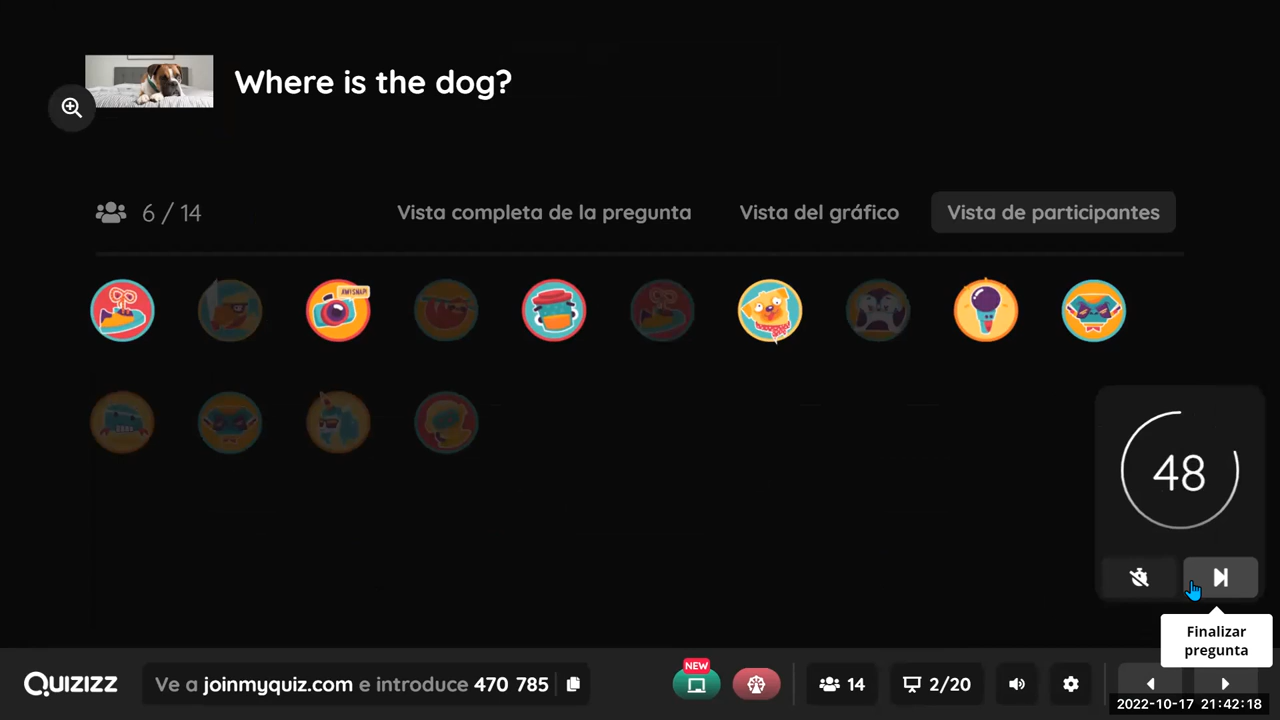 Where is the dog?
6 / 14
Vista completa de la pregunta
Vista del gráfico
Vista de participantes
AWYSNAP!
48
Finalizar
pregunta
NEW
QUIZIZZ
Ve a joinmyquiz.com e introduce 470 785
14
2/20
2022-10-17 21:42:18